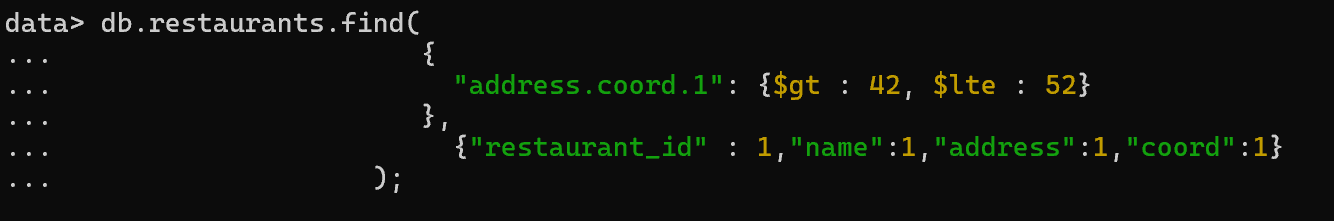 data> db.restaurants.find(
...                       {
...                         "address.coord.1": {$gt : 42, $lte : 52}
...                       },
...                         {"restaurant_id" : 1,"name":1,"address":1,"coord":1}
...                    );